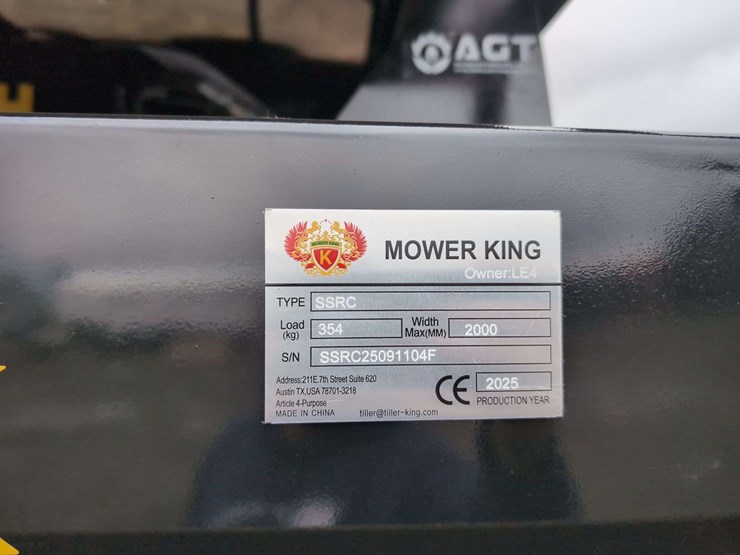 AGT
MOWER KING
K
Owner:LE4
TYPE SSRC
Load (kg) 354 Width Max(MM) 2000
S/N SSRC25091104F
Address:211E.7th Street Suite 620
Austin TX,USA 78701-3218
Article 4-Purpose
MADE IN CHINA tiller@tiller-king.com
CE 2025
PRODUCTION YEAR